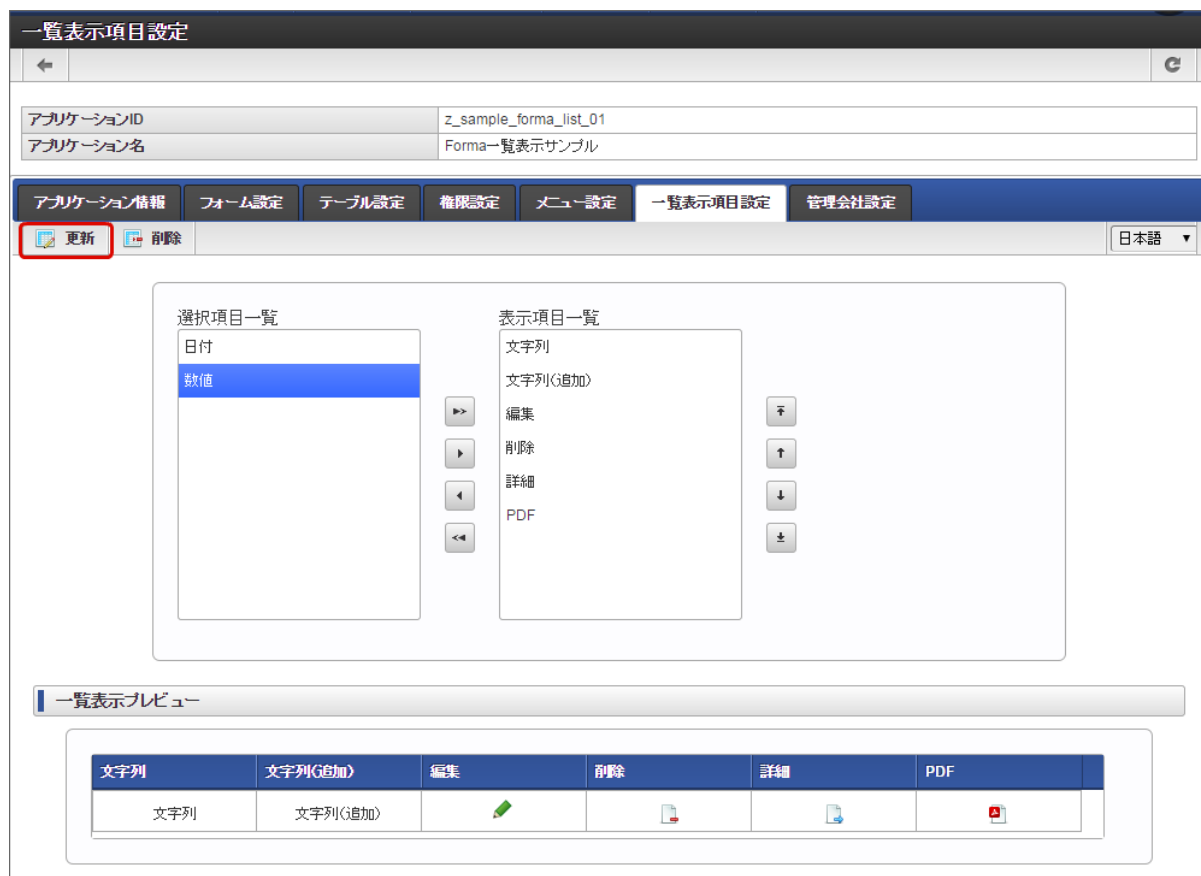 一覧表示項目設定
アプリケーションID z_sample_forma_list_01
アプリケーション名 Forma一覧表示サンプル
アプリケーション情報 フォーム設定 テーブル設定 権限設定 メニュー設定 一覧表示項目設定 管理会社設定
更新 削除 日本語
選択項目一覧 表示項目一覧
日付 文字列
数値 文字列(追加)
編集
削除
詳細
PDF
一覧表示プレビュー
文字列 文字列(追加) 編集 削除 詳細 PDF
文字列 文字列(追加)